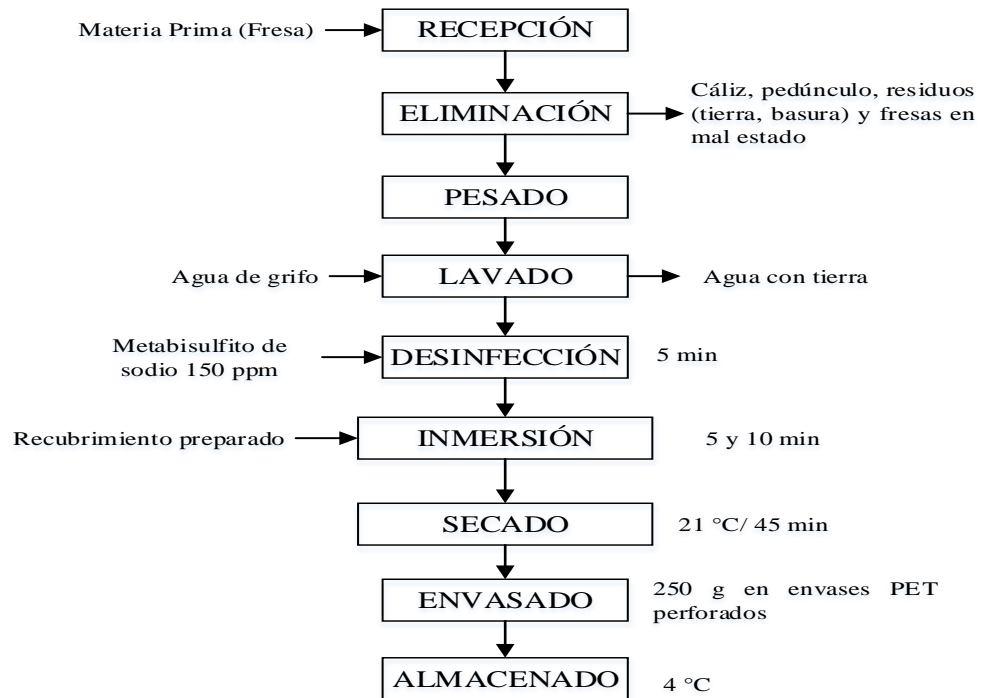 Materia Prima (Fresa)
RECEPCIÓN
ELIMINACIÓN
Cáliz, pedúnculo, residuos
(tierra, basura) y fresas en
mal estado
PESADO
Agua de grifo
LAVADO
Agua con tierra
Metabisulfito de
sodio 150 ppm
DESINFECCIÓN
5 min
Recubrimiento preparado
INMERSIÓN
5 y 10 min
SECADO
21 °C/ 45 min
ENVASADO
250 g en envases PET
perforados
ALMACENADO
4 °C